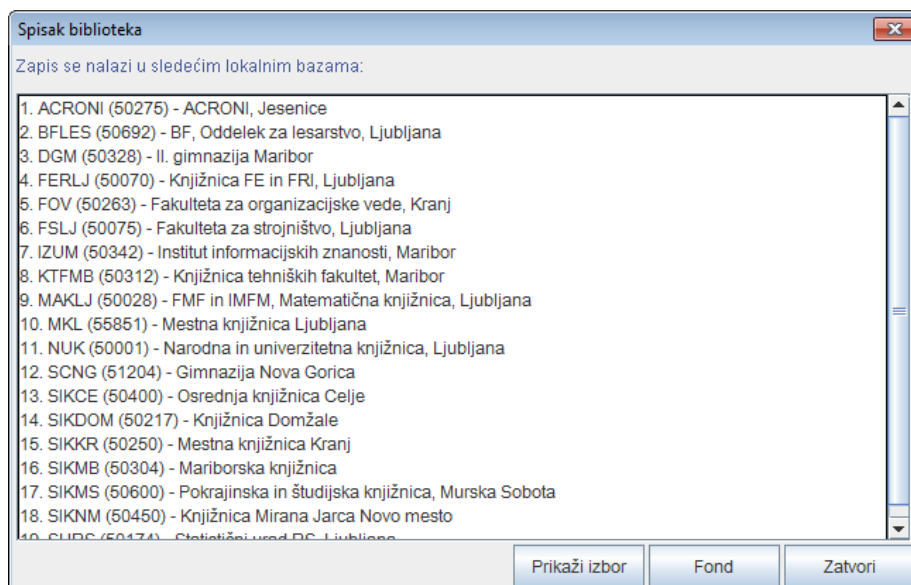 Spisak biblioteka
Zapis se nalazi u sledećim lokalnim bazama:
1. ACRONI (50275) - ACRONI, Jesenice
2. BFLES (50692) - BF, Oddelek za lesarstvo, Ljubljana
3. DGM (50328) - II. gimnazija Maribor
4. FERLJ (50070) - Knjižnica FE in FRI, Ljubljana
5. FOV (50263) - Fakulteta za organizacijske vede, Kranj
6. FSLJ (50075) - Fakulteta za strojništvo, Ljubljana
7. IZUM (50342) - Institut informacijskih znanosti, Maribor
8. KTFMB (50312) - Knjižnica tehniških fakultet, Maribor
9. MAKLJ (50028) - FMF in IMFM, Matematična knjižnica, Ljubljana
10. MKL (55851) - Mestna knjižnica Ljubljana
11. NUK (50001) - Narodna in univerzitetna knjižnica, Ljubljana
12. SCNG (51204) - Gimnazija Nova Gorica
13. SIKCE (50400) - Osrednja knjižnica Celje
14. SIKDOM (50217) - Knjižnica Domžale
15. SIKKR (50250) - Mestna knjižnica Kranj
16. SIKMB (50304) - Mariborska knjižnica
17. SIKMS (50600) - Pokrajinska in študijska knjižnica, Murska Sobota
18. SIKNM (50450) - Knjižnica Mirana Jarca Novo mesto
19. SURS (50174) - Statistični urad RS, Ljubljana
Prikaži izbor
Fond
Zatvori